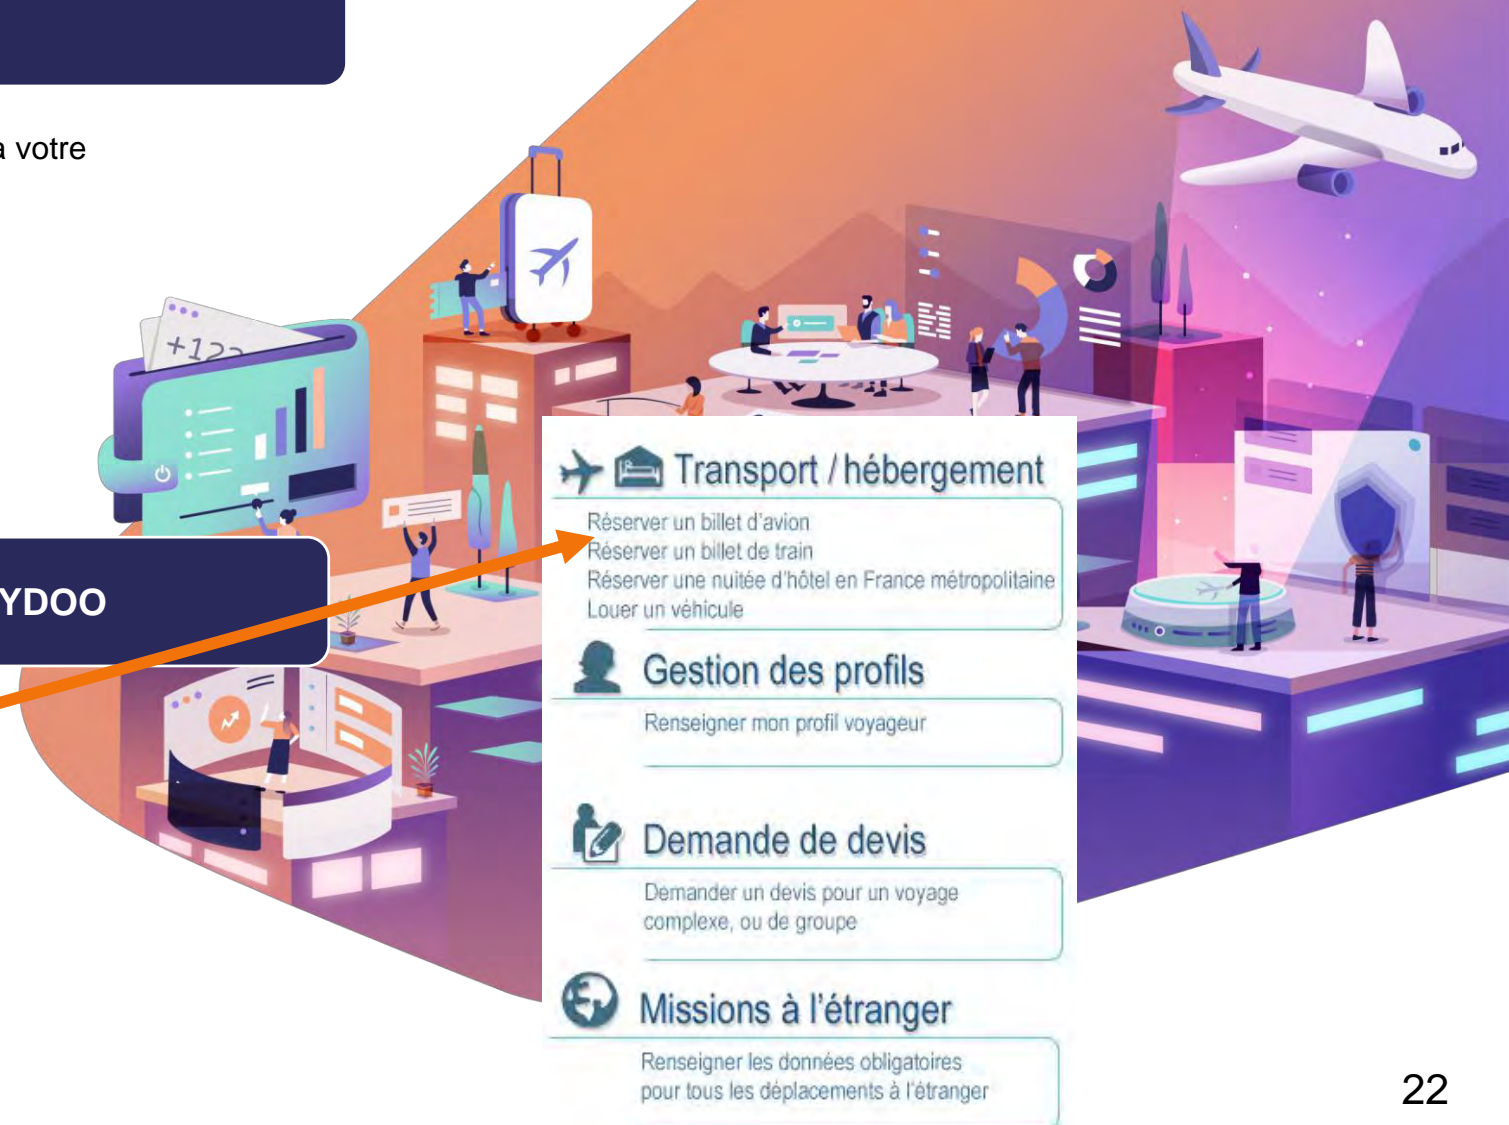 à votre
+123
YDOO
Transport / hébergement
Réserver un billet d'avion
Réserver un billet de train
Réserver une nuitée d'hôtel en France métropolitaine
Louer un véhicule
Gestion des profils
Renseigner mon profil voyageur
Demande de devis
Demander un devis pour un voyage
complexe, ou de groupe
Missions à l'étranger
Renseigner les données obligatoires
pour tous les déplacements à l'étranger
22